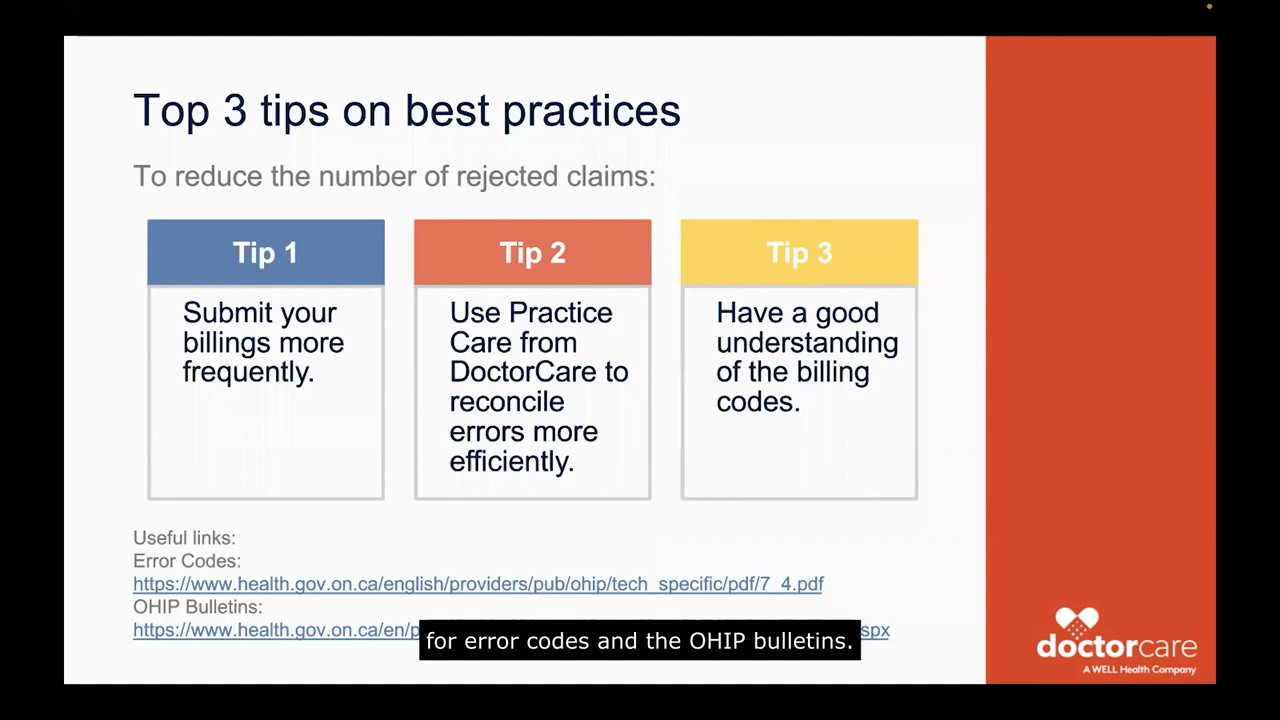 Top 3 tips on best practices
To reduce the number of rejected claims:
Tip 1
Submit your
billings more
frequently.
Tip 2
Use Practice
Care from
DoctorCare to
reconcile
errors more
efficiently.
Tip 3
Have a good
understanding
of the billing
codes.
Useful links:
Error Codes:
https://www.health.gov.on.ca/english/providers/pub/ohip/tech_specific/pdf/7_4.pdf
OHIP Bulletins:
https://www.health.gov.on.ca/en/p spx
for error codes and the OHIP bulletins.
doctorcare
A WELL Health Company